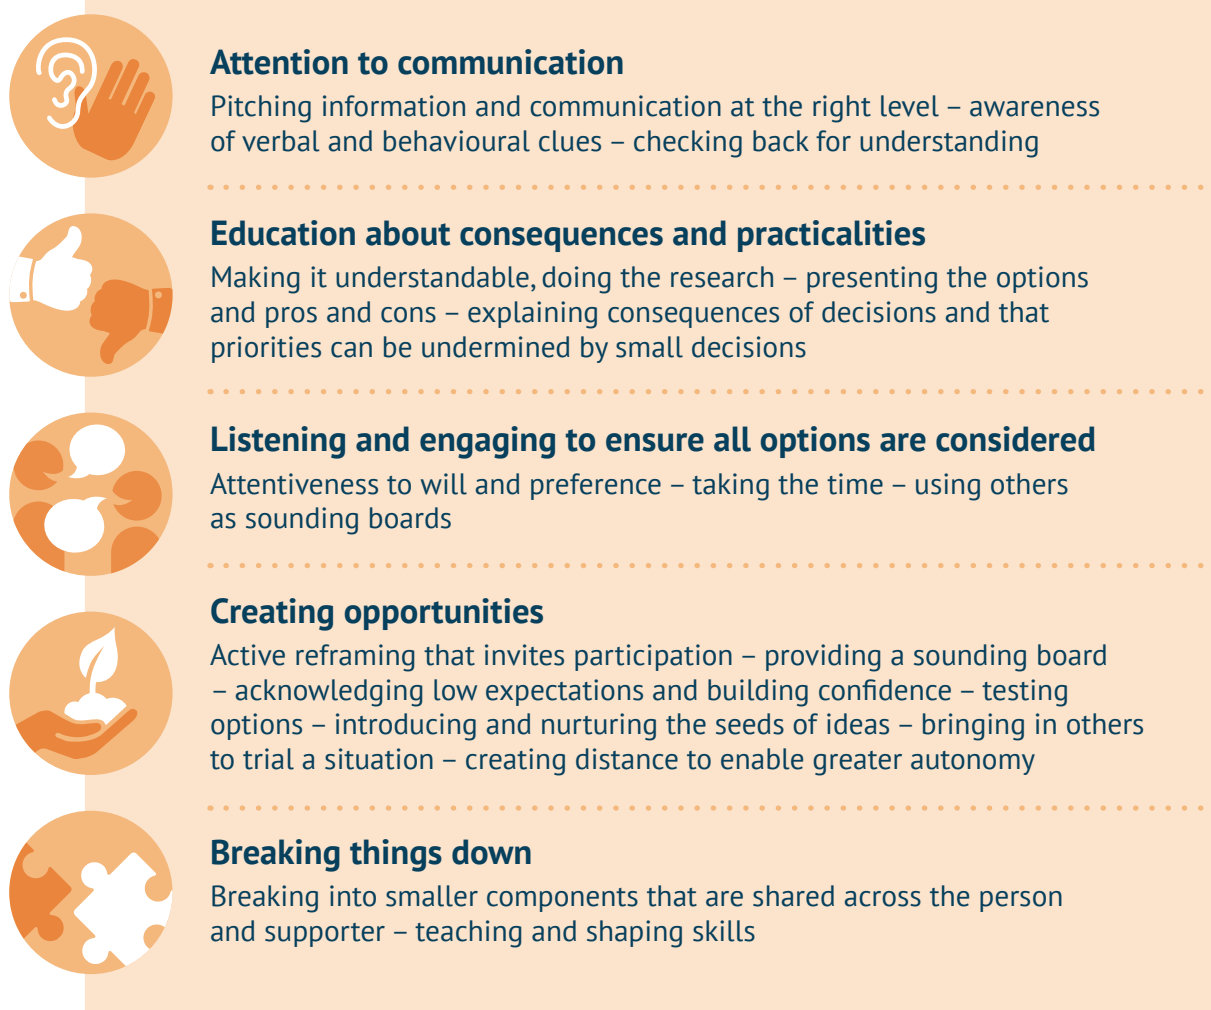 Attention to communication
Pitching information and communication at the right level – awareness
of verbal and behavioural clues – checking back for understanding
Education about consequences and practicalities
Making it understandable, doing the research – presenting the options
and pros and cons – explaining consequences of decisions and that
priorities can be undermined by small decisions
Listening and engaging to ensure all options are considered
Attentiveness to will and preference – taking the time – using others
as sounding boards
Creating opportunities
Active reframing that invites participation – providing a sounding board
– acknowledging low expectations and building confidence – testing
options – introducing and nurturing the seeds of ideas – bringing in others
to trial a situation – creating distance to enable greater autonomy
Breaking things down
Breaking into smaller components that are shared across the person
and supporter – teaching and shaping skills